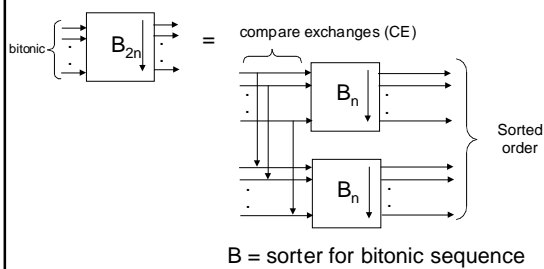 compare exchanges (CE)
bitonic
B2n
=
Bn
Sorted
order
Bn
B = sorter for bitonic sequence